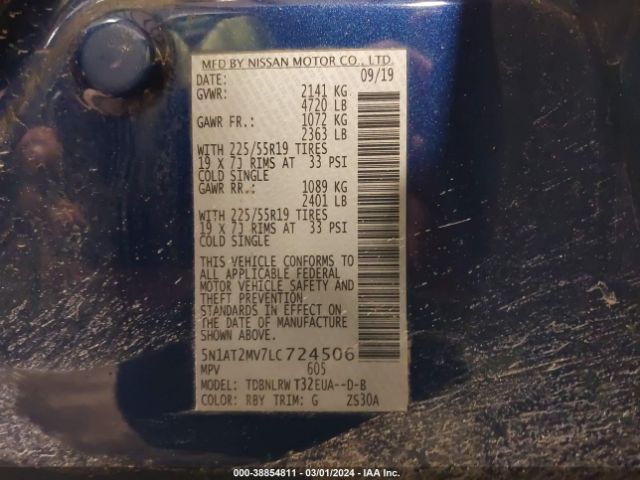 MFD BY NISSAN MOTOR CO., LTD.
DATE: 09/19
GVWR: 2141 KG
4720 LB
GAWR FR.: 1072 KG
2363 LB
WITH 225/55R19 TIRES
19 X 7J RIMS AT 33 PSI
COLD SINGLE
GAWR RR.: 1089 KG
2401 LB
WITH 225/55R19 TIRES
19 X 7J RIMS AT 33 PSI
COLD SINGLE
THIS VEHICLE CONFORMS TO
ALL APPLICABLE FEDERAL
MOTOR VEHICLE SAFETY AND
THEFT PREVENTION
STANDARDS IN EFFECT ON
THE DATE OF MANUFACTURE
SHOWN ABOVE.
5N1AT2MV7LC724506
MPV 605
MODEL: TDBNLRW T32EUA--D-B
COLOR: RBY TRIM: G ZS30A
000-38854811 — 03/01/2024 — IAA Inc.